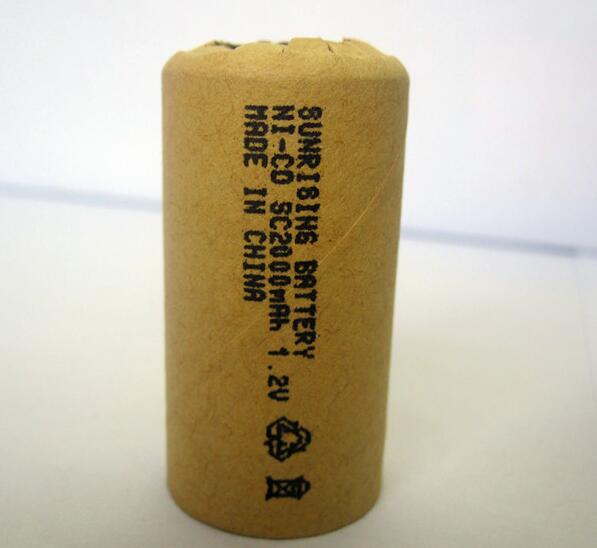 SUNRISING BATTERY
NI-CD SC2000mAh 1.2V
MADE IN CHINA